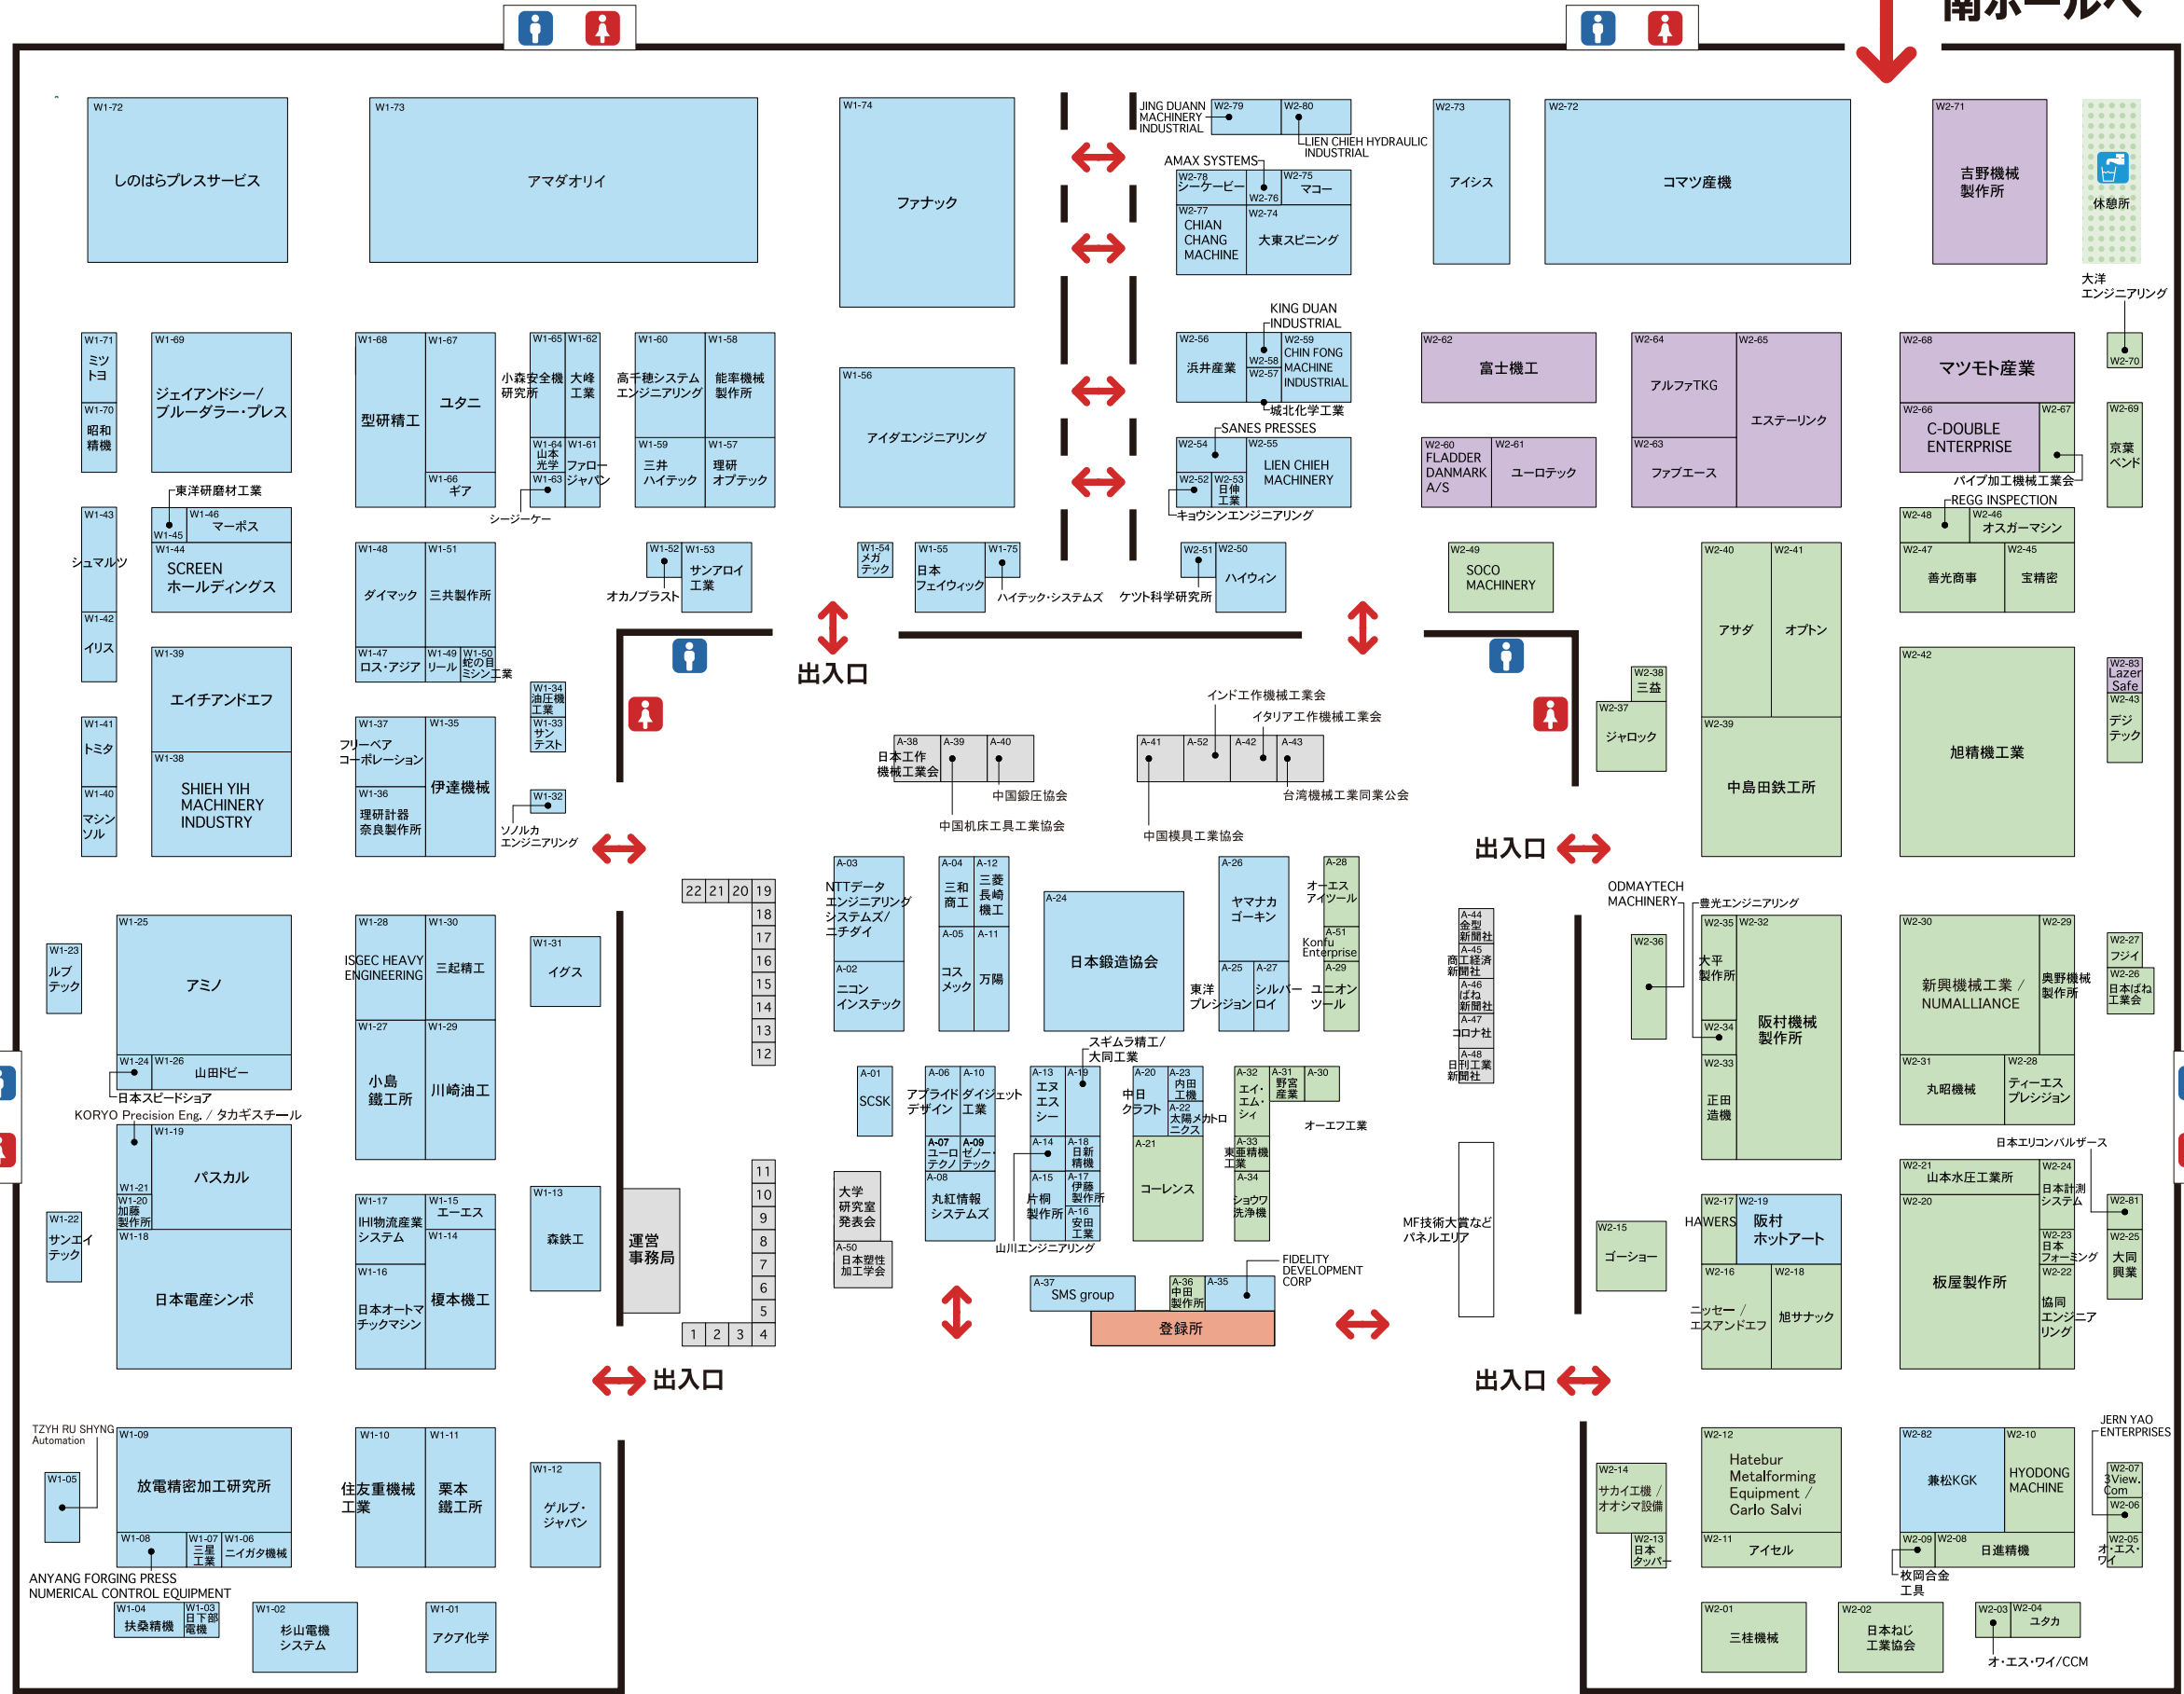 南ホールへ
W1-72
しのはらプレスサービス
W1-73
アマダオリイ
W1-74
ファナック
JING DUANN
MACHINERY
INDUSTRIAL
W2-79
W2-80
LIEN CHIEH HYDRAULIC
INDUSTRIAL
AMAX SYSTEMS
W2-78
シーケービー
W2-76
W2-75
マコー
W2-77
CHIAN
CHANG
MACHINE
W2-74
大東スピニング
W2-73
アイシス
W2-72
コマツ産機
W2-71
吉野機械
製作所
休憩所
大洋
エンジニアリング
W2-70
W1-71
ミツ
トヨ
W1-70
昭和
精機
W1-69
ジェイアンドシー/
ブルーダラー・プレス
W1-68
型研精工
W1-67
ユタニ
W1-66
ギア
W1-65
小森安全機
研究所
W1-62
大峰
工業
W1-64
山本
光学
W1-61
ファロー
ジャパン
W1-63
シージーケー
W1-60
高千穂システム
エンジニアリング
W1-58
能率機械
製作所
W1-59
三井
ハイテック
W1-57
理研
オプテック
W1-56
アイダエンジニアリング
KING DUAN
INDUSTRIAL
W2-56
浜井産業
W2-58
W2-57
W2-59
CHIN FONG
MACHINE
INDUSTRIAL
城北化学工業
SANES PRESSES
W2-54
W2-55
LIEN CHIEH
MACHINERY
W2-52
W2-53
日伸
工業
キョウシンエンジニアリング
W2-62
富士機工
W2-60
FLADDER
DANMARK
A/S
W2-61
ユーロテック
W2-64
アルファTKG
W2-65
エステーリンク
W2-63
ファブエース
W2-68
マツモト産業
W2-66
C-DOUBLE
ENTERPRISE
W2-67
パイプ加工機械工業会
W2-69
京葉
ベンド
東洋研磨材工業
W1-43
シュマルツ
W1-45
W1-46
マーポス
W1-44
SCREEN
ホールディングス
W1-42
イリス
W1-48
ダイマック
W1-51
三共製作所
W1-47
ロス・アジア
W1-49
リール
W1-50
蛇の目
ミシン工業
W1-52
オカノブラスト
W1-53
サンアロイ
工業
W1-54
メガ
テック
W1-55
日本
フェイウィック
W1-75
ハイテック・システムズ
W2-51
ケツト科学研究所
W2-50
ハイウィン
W2-49
SOCO
MACHINERY
W2-40
アサダ
W2-41
オプトン
REGG INSPECTION
W2-48
W2-46
オスガーマシン
W2-47
善光商事
W2-45
宝精密
出入口
W1-39
エイチアンドエフ
W1-38
SHIEH YIH
MACHINERY
INDUSTRY
W1-41
トミタ
W1-40
マシン
ソル
W1-37
フリーベア
コーポレーション
W1-35
伊達機械
W1-36
理研計器
奈良製作所
W1-34
油圧機
工業
W1-33
サン
テスト
W1-32
ソノルカ
エンジニアリング
インド工作機械工業会
イタリア工作機械工業会
A-38
日本工作
機械工業会
A-39
A-40
中国鍛圧協会
中国机床工具工業協会
A-41
A-52
A-42
A-43
台湾機械工業同業公会
中国模具工業協会
W2-38
三益
W2-37
ジャロック
W2-39
中島田鉄工所
W2-42
旭精機工業
W2-83
Lazer
Safe
W2-43
デジ
テック
出入口
22
21
20
19
18
17
16
15
14
13
12
A-03
NTTデータ
エンジニアリング
システムズ/
ニチダイ
A-02
ニコン
インステック
A-04
三和
商工
A-12
三菱
長崎
機工
A-05
コス
メック
A-11
万陽
A-24
日本鍛造協会
A-26
ヤマナカ
ゴーキン
A-25
東洋
プレシジョン
A-27
シルバー
ロイ
A-28
オーエス
アイツール
A-51
Konfu
Enterprise
A-29
ユニオン
ツール
A-44
金型
新聞社
A-45
商工経済
新聞社
A-46
ばね
新聞社
A-47
コロナ社
A-48
日刊工業
新聞社
ODMAYTECH
MACHINERY
豊光エンジニアリング
W2-36
W2-35
大平
製作所
W2-32
阪村機械
製作所
W2-34
W2-33
正田
造機
W2-30
新興機械工業 /
NUMALLIANCE
W2-29
奥野機械
製作所
W2-31
丸昭機械
W2-28
ティーエス
プレシジョン
W2-27
フジイ
W2-26
日本ばね
工業会
W1-23
ルブ
テック
W1-25
アミノ
W1-24
日本スピードショア
W1-26
山田ドビー
W1-28
ISGEC HEAVY
ENGINEERING
W1-30
三起精工
W1-27
小島
鐵工所
W1-29
川崎油工
W1-31
イグス
KORYO Precision Eng. / タカギスチール
W1-21
W1-19
パスカル
W1-20
加藤
製作所
W1-18
日本電産シンポ
W1-22
サンエイ
テック
W1-17
IHI物流産業
システム
W1-15
エーエス
W1-14
榎本機工
W1-16
日本オートマ
チックマシン
W1-13
森鉄工
運営
事務局
11
10
9
8
7
6
5
4
3
2
1
大学
研究室
発表会
A-50
日本塑性
加工学会
A-01
SCSK
A-06
アプライド
デザイン
A-10
ダイジェット
工業
A-07
ユーロ
テクノ
A-09
ゼノー・
テック
A-08
丸紅情報
システムズ
スギムラ精工/
大同工業
A-13
エヌ
エス
シー
A-19
A-14
A-18
日新
精機
A-15
片桐
製作所
A-17
伊藤
製作所
A-16
安田
工業
山川エンジニアリング
A-20
中日
クラフト
A-23
内田
工機
A-22
太陽メカトロ
ニクス
A-21
コーレンス
A-32
エイ・
エム・
シィ
A-31
野宮
産業
A-30
オーエフ工業
A-33
東亜精機
工業
A-34
ショウワ
洗浄機
MF技術大賞など
パネルエリア
A-37
SMS group
A-36
中田
製作所
A-35
FIDELITY
DEVELOPMENT
CORP
登録所
出入口
出入口
日本エリコンバルザース
W2-21
山本水圧工業所
W2-24
日本計測
システム
W2-20
板屋製作所
W2-23
日本
フォーミング
W2-22
協同
エンジニア
リング
W2-81
W2-25
大同
興業
W2-17
HAWERS
W2-19
阪村
ホットアート
W2-15
ゴーショー
W2-16
ニッセー /
エスアンドエフ
W2-18
旭サナック
TZYH RU SHYNG
Automation
W1-05
W1-09
放電精密加工研究所
W1-08
W1-07
三星
工業
W1-06
ニイガタ機械
ANYANG FORGING PRESS
NUMERICAL CONTROL EQUIPMENT
W1-10
住友重機械
工業
W1-11
栗本
鐵工所
W1-12
ゲルブ・
ジャパン
W1-04
扶桑精機
W1-03
日下部
電機
W1-02
杉山電機
システム
W1-01
アクア化学
W2-14
サカイ工機 /
オオシマ設備
W2-13
日本
タッパー
W2-12
Hatebur
Metalforming
Equipment /
Carlo Salvi
W2-11
アイセル
W2-82
兼松KGK
W2-10
HYODONG
MACHINE
W2-09
枚岡合金
工具
W2-08
日進精機
JERN YAO
ENTERPRISES
W2-07
3View.
Com
W2-06
W2-05
オ・エス・
ワイ
W2-01
三桂機械
W2-02
日本ねじ
工業協会
W2-03
W2-04
ユタカ
オ・エス・ワイ/CCM